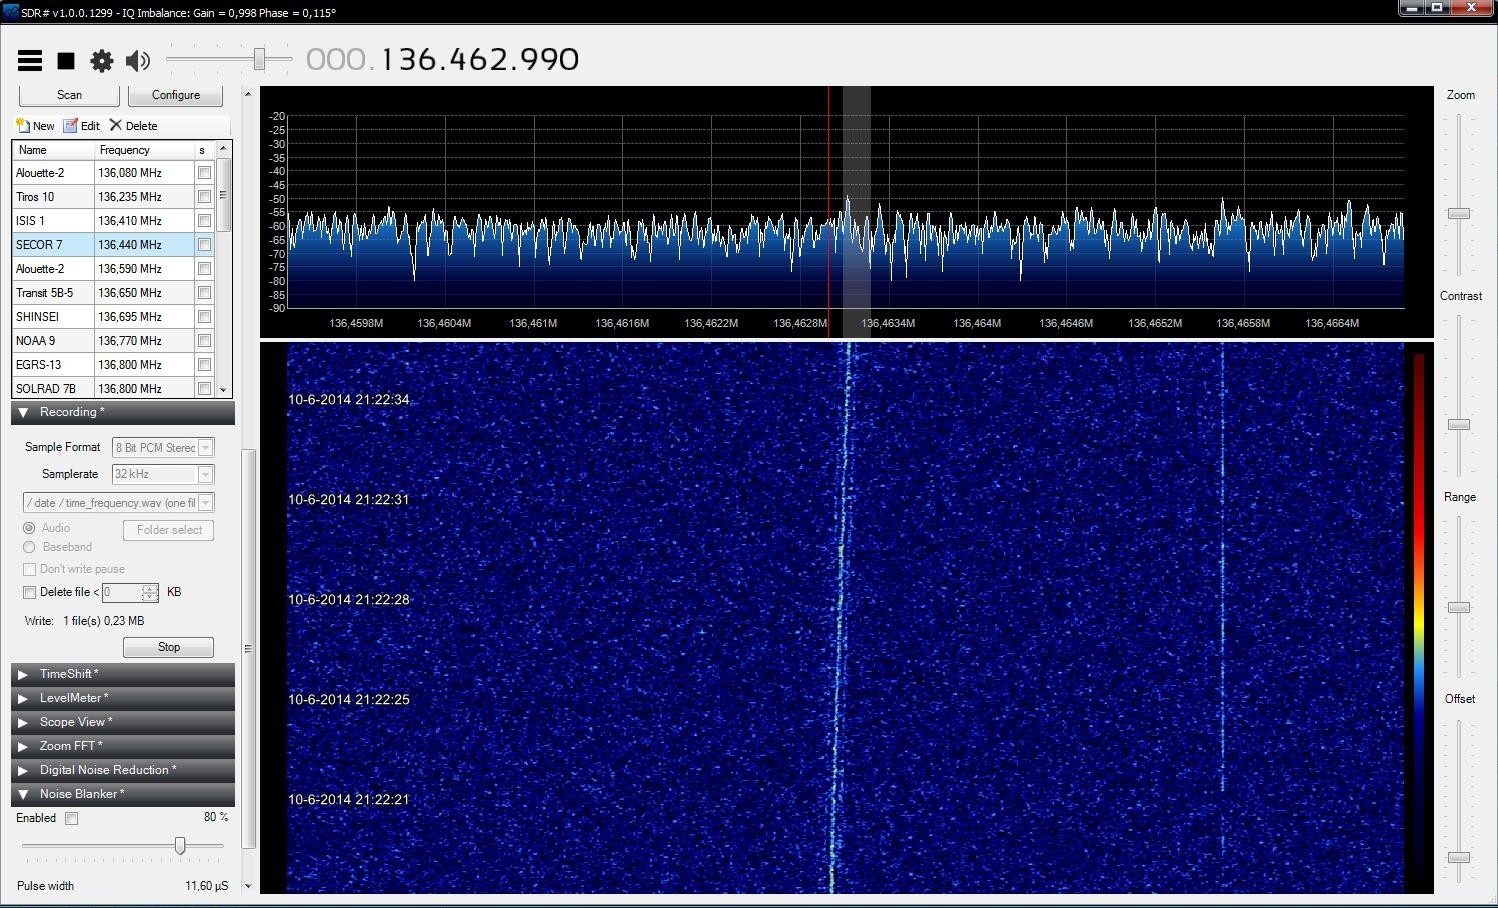 SDR# v1.0.0.1299 - IQ Imbalance: Gain = 0,998 Phase = 0,115°
000.136.462.990
Scan Configure
New Edit Delete
Name Frequency s
Alouette-2 136,080 MHz
Tiros 10 136,235 MHz
ISIS 1 136,410 MHz
SECOR 7 136,440 MHz
Alouette-2 136,590 MHz
Transit 5B-5 136,650 MHz
SHINSEI 136,695 MHz
NOAA 9 136,770 MHz
EGRS-13 136,800 MHz
SOLRAD 7B 136,800 MHz
Recording *
Sample Format 8 Bit PCM Sterec
Samplerate 32 kHz
/ date / time_frequency.wav (one fil
Audio Folder select
Baseband
Don't write pause
Delete file < 0 KB
Write: 1 file(s) 0,23 MB
Stop
TimeShift *
LevelMeter *
Scope View *
Zoom FFT *
Digital Noise Reduction *
Noise Blanker *
Enabled 80 %
Pulse width 11,60 µS
-20
-25
-30
-35
-40
-45
-50
-55
-60
-65
-70
-75
-80
-85
-90
136,4598M 136,4604M 136,461M 136,4616M 136,4622M 136,4628M 136,4634M 136,464M 136,4646M 136,4652M 136,4658M 136,4664M
10-6-2014 21:22:34
10-6-2014 21:22:31
10-6-2014 21:22:28
10-6-2014 21:22:25
10-6-2014 21:22:21
Zoom
Contrast
Range
Offset